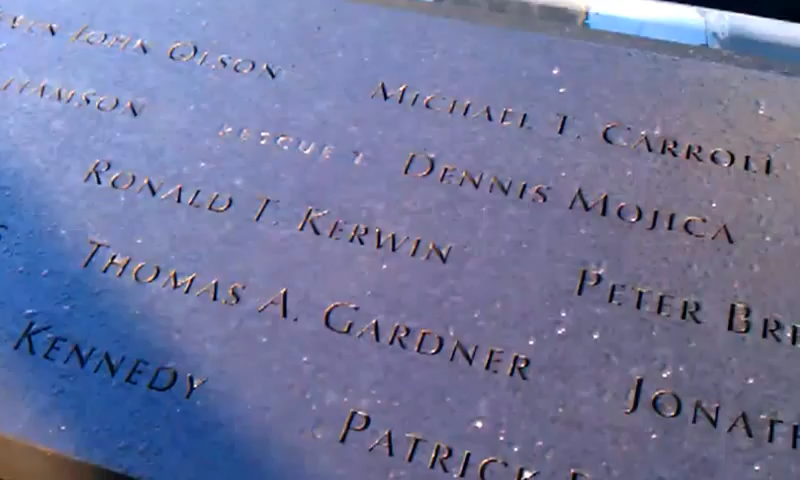 JOHN OLSON
MICHAEL T. CARROLL
RESCUE 1
DENNIS MOJICA
RONALD T. KERWIN
PETER
THOMAS A. GARDNER
KENNEDY
PATRICK